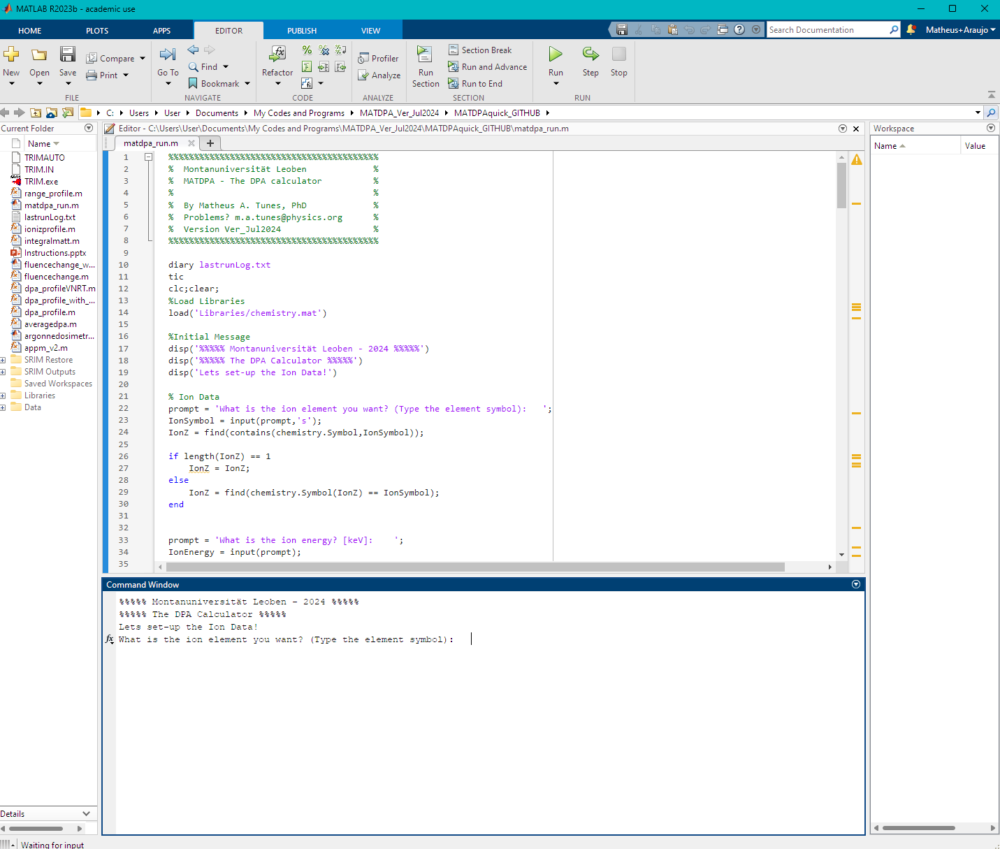 MATLAB R2023b - academic use
HOME PLOTS APPS EDITOR PUBLISH VIEW
Search Documentation
Matheus+Araujo
New Open Save Compare Print
FILE
Go To Find Bookmark
NAVIGATE
Refactor
CODE
Profiler
Analyze
ANALYZE
Run Section
Section Break
Run and Advance
Run to End
SECTION
Run Step Stop
RUN
C: Users User Documents My Codes and Programs MATDPA_Ver_Jul2024 MATDPAquick_GITHUB
Current Folder
Name
TRIMAUTO
TRIM.IN
TRIM.exe
range_profile.m
matdpa_run.m
lastrunLog.txt
ionizprofile.m
integralmatt.m
Instructions.pptx
fluencechange_w...
fluencechange.m
dpa_profileVNRT.m
dpa_profile_with_...
dpa_profile.m
averagedpa.m
argonnedosimetr...
appm_v2.m
SRIM Restore
SRIM Outputs
Saved Workspaces
Libraries
Data
Details
Editor - C:\Users\User\Documents\My Codes and Programs\MATDPA_Ver_Jul2024\MATDPAquick_GITHUB\matdpa_run.m
matdpa_run.m
1 %%%%%%%%%%%%%%%%%%%%%%%%%%%%%%%%%%%%%%%%%
2 % Montanuniversität Leoben %
3 % MATDPA - The DPA calculator %
4 % %
5 % By Matheus A. Tunes, PhD %
6 % Problems? m.a.tunes@physics.org %
7 % Version Ver_Jul2024 %
8 %%%%%%%%%%%%%%%%%%%%%%%%%%%%%%%%%%%%%%%%%
9
10 diary lastrunLog.txt
11 tic
12 clc;clear;
13 %Load Libraries
14 load('Libraries/chemistry.mat')
15
16 %Initial Message
17 disp('%%%%% Montanuniversität Leoben - 2024 %%%%%')
18 disp('%%%%% The DPA Calculator %%%%%')
19 disp('Lets set-up the Ion Data!')
20
21 % Ion Data
22 prompt = 'What is the ion element you want? (Type the element symbol):   ';
23 IonSymbol = input(prompt,'s');
24 IonZ = find(contains(chemistry.Symbol,IonSymbol));
25
26 if length(IonZ) == 1
27 IonZ = IonZ;
28 else
29 IonZ = find(chemistry.Symbol(IonZ) == IonSymbol);
30 end
31
32
33 prompt = 'What is the ion energy? [keV]:    ';
34 IonEnergy = input(prompt);
35
Command Window
%%%%% Montanuniversität Leoben - 2024 %%%%%
%%%%% The DPA Calculator %%%%%
Lets set-up the Ion Data!
fx What is the ion element you want? (Type the element symbol):
Workspace
Name Value
Waiting for input